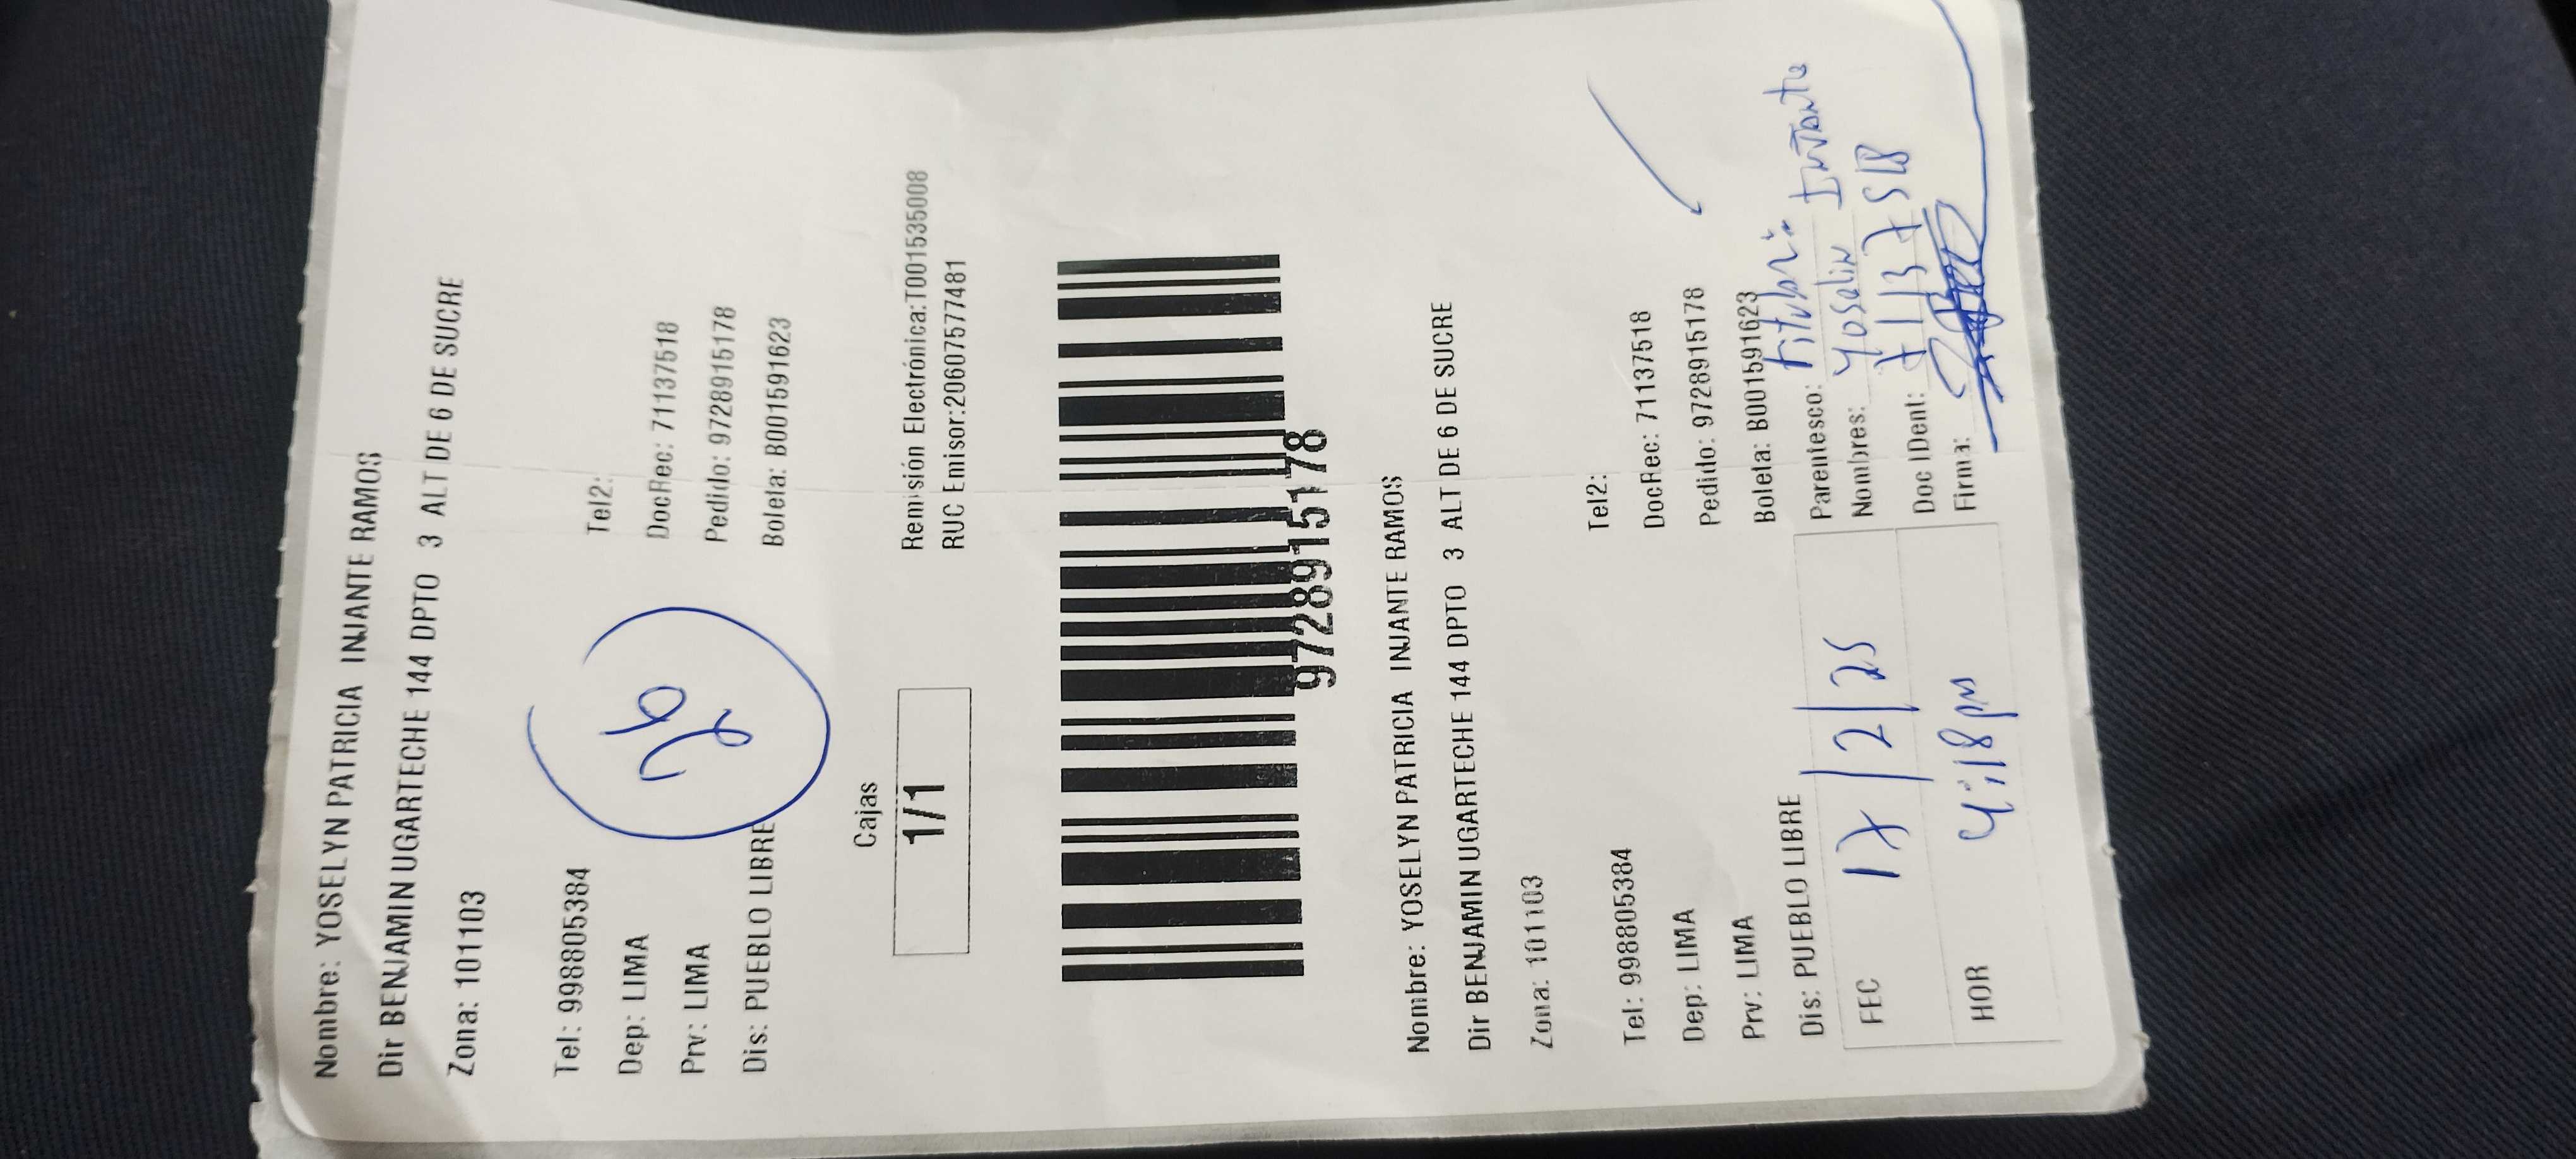 Nombre: YOSELYN PATRICIA INJANTE RAMOS
Dir BENJAMIN UGARTECHE 144 DPTO 3 ALT DE 6 DE SUCRE
Zona: 101103
Tel: 998805384 Tel2:
Dep: LIMA DocRec: 71137518
Prv: LIMA Pedido: 9728915178
Dis: PUEBLO LIBRE Boleta: B001591623
26
Cajas
1/1
Remisión Electrónica:T001535008
RUC Emisor:20607577481
9728915178
Nombre: YOSELYN PATRICIA INJANTE RAMOS
Dir BENJAMIN UGARTECHE 144 DPTO 3 ALT DE 6 DE SUCRE
Zona: 101103
Tel: 998805384 Tel2:
Dep: LIMA DocRec: 71137518
Prv: LIMA Pedido: 9728915178
Dis: PUEBLO LIBRE Boleta: B001591623
FEC 17/2/25
HOR 4:18 pm
Parentesco:
Nombres: Yoselin Injante
Doc IDent: 71137518
Firma: